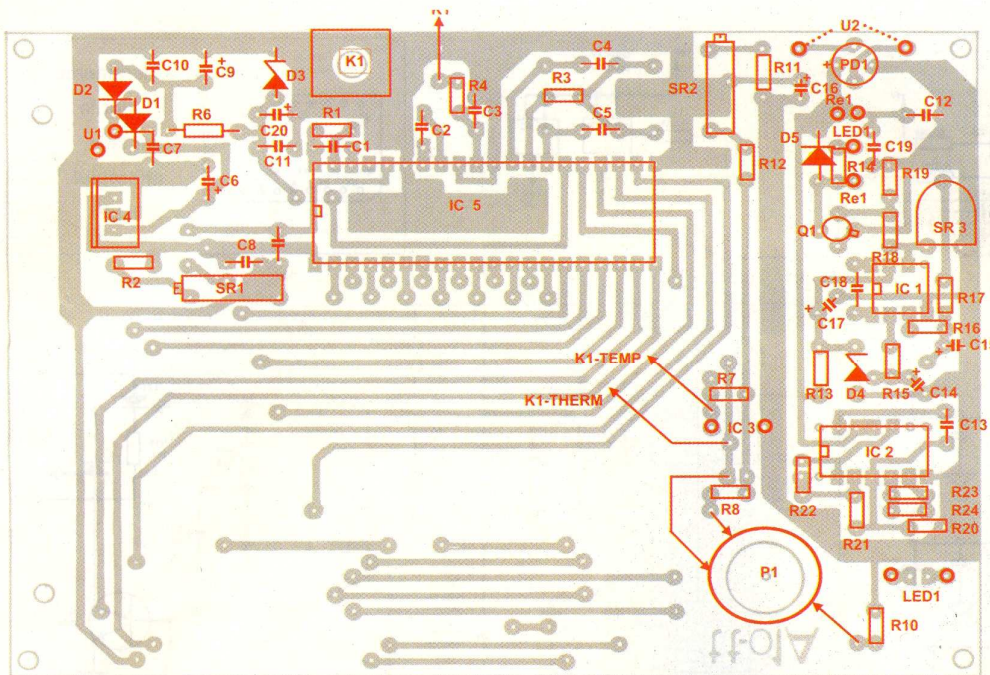 K1
U2
C10
C9
D3
K1
C4
R11
PD1
D2
R4
R3
SR2
C16
D1
R6
C3
Re1
C12
U1
C20
R1
C2
C5
LED1
D5
C7
C11
C1
R12
C19
R14
R19
C6
Re1
IC 4
IC 5
Q1
SR 3
C8
R18
R2
SR1
C18
IC 1
R17
C17
R16
K1-TEMP
R7
R13
D4
R15
C14
K1-THERM
IC 3
C13
IC 2
R8
R22
R23
R24
R21
R20
P1
LED1
R10
Alo-tt